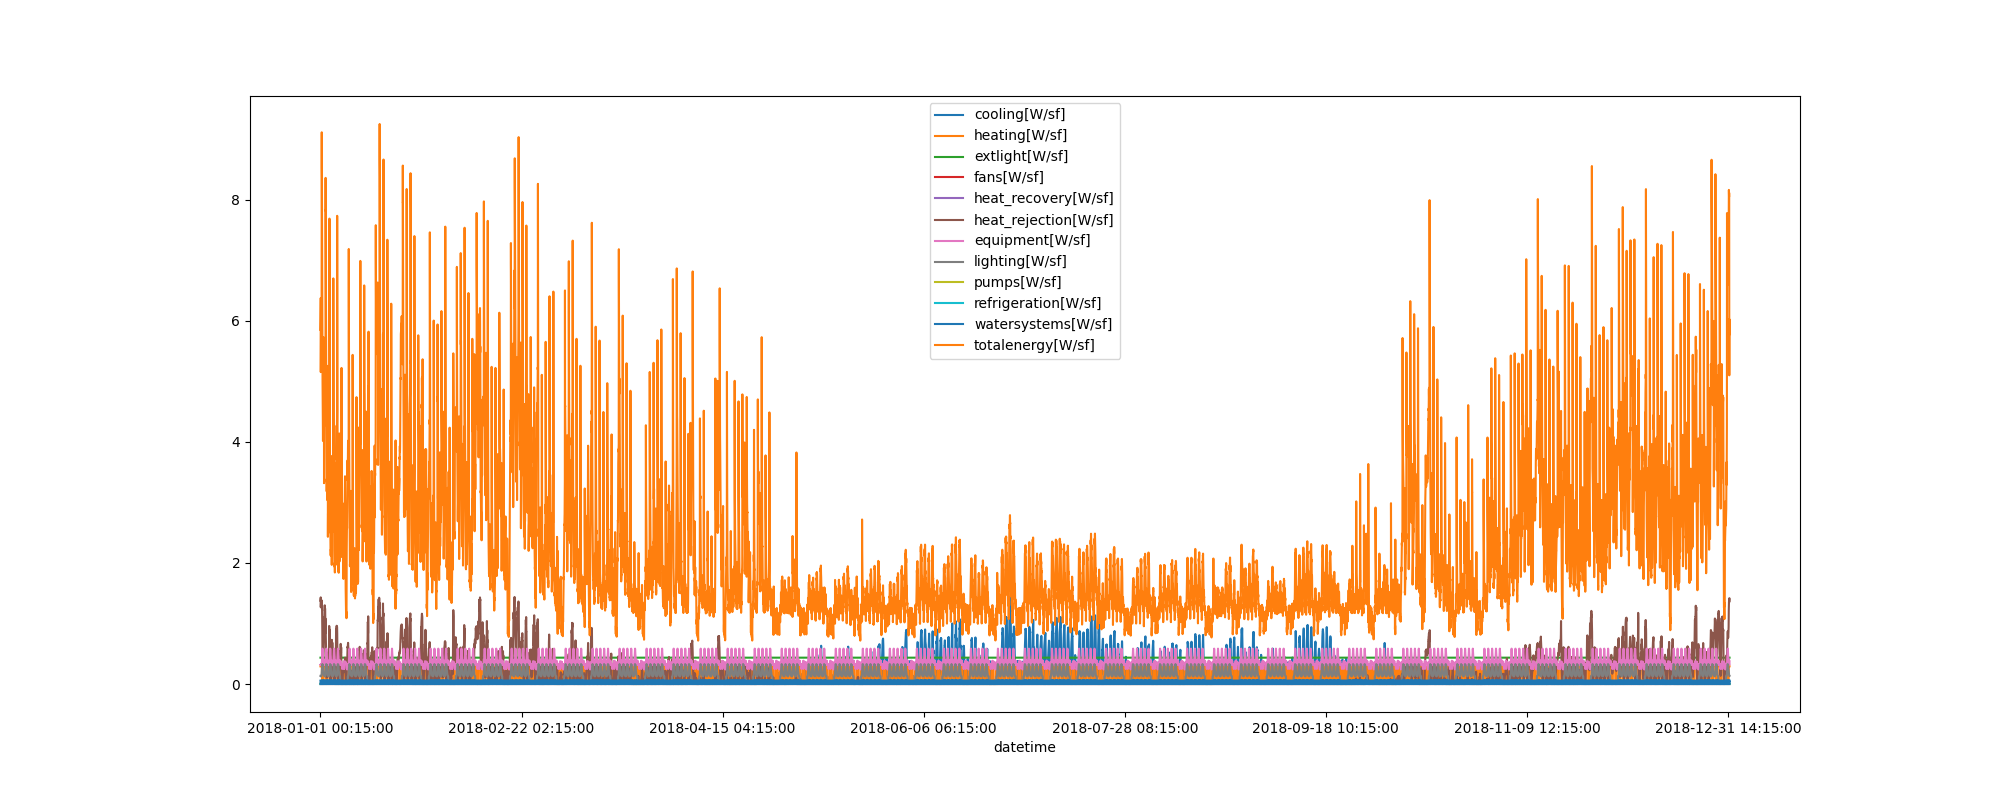 cooling[W/sf]
heating[W/sf]
extlight[W/sf]
fans[W/sf]
heat_recovery[W/sf]
heat_rejection[W/sf]
equipment[W/sf]
lighting[W/sf]
pumps[W/sf]
refrigeration[W/sf]
watersystems[W/sf]
totalenergy[W/sf]
8
6
4
2
0
2018-01-01 00:15:00 2018-02-22 02:15:00 2018-04-15 04:15:00 2018-06-06 06:15:00 2018-07-28 08:15:00 2018-09-18 10:15:00 2018-11-09 12:15:00 2018-12-31 14:15:00
datetime